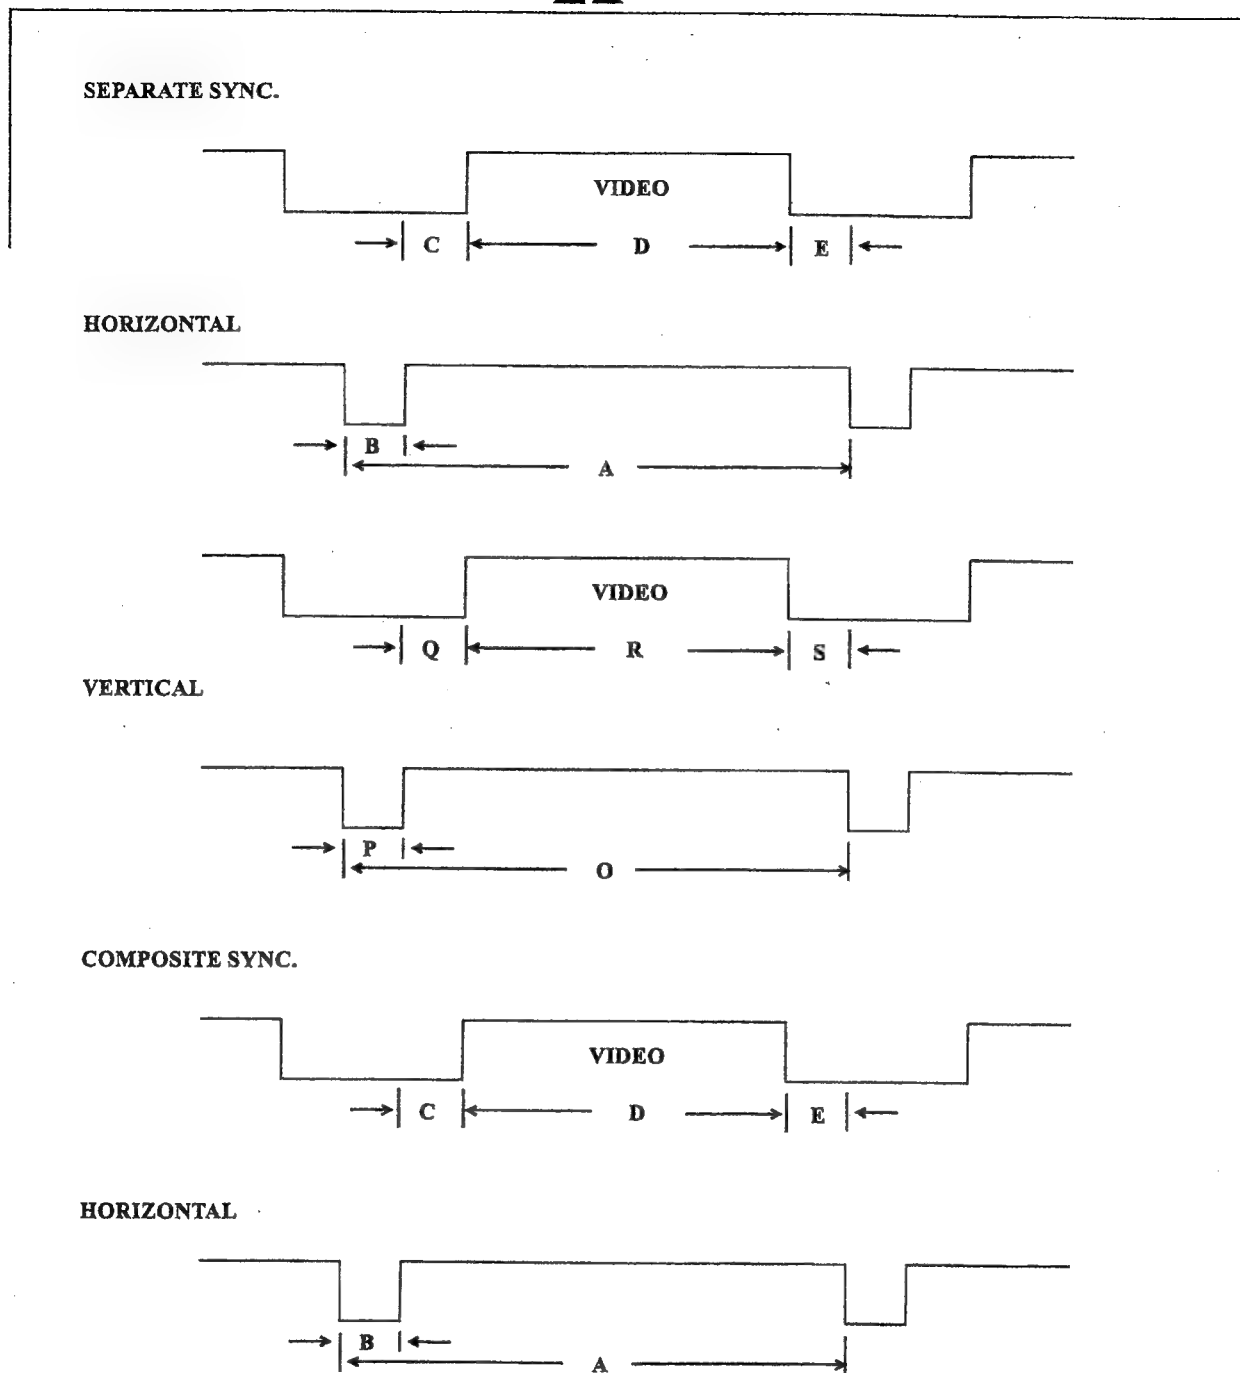 SEPARATE SYNC.
VIDEO
C D E
HORIZONTAL
B
A
VIDEO
Q R S
VERTICAL
P
O
COMPOSITE SYNC.
VIDEO
C D E
HORIZONTAL
B
A